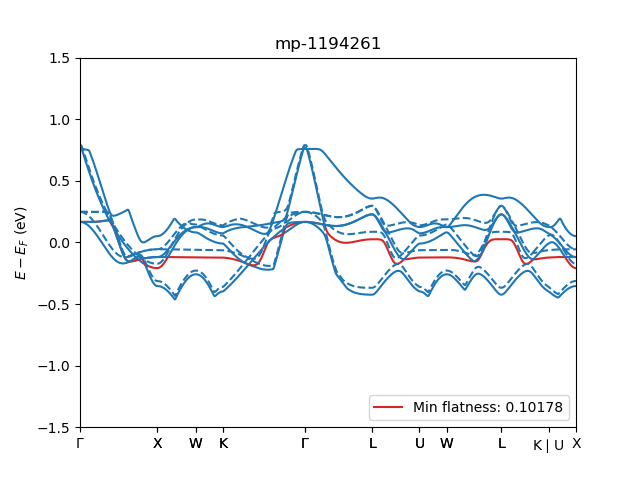 mp-1194261
1.5
1.0
0.5
0.0
−0.5
−1.0
−1.5
E − E_F (eV)
Min flatness: 0.10178
Γ X W K Γ L U W L K | U X